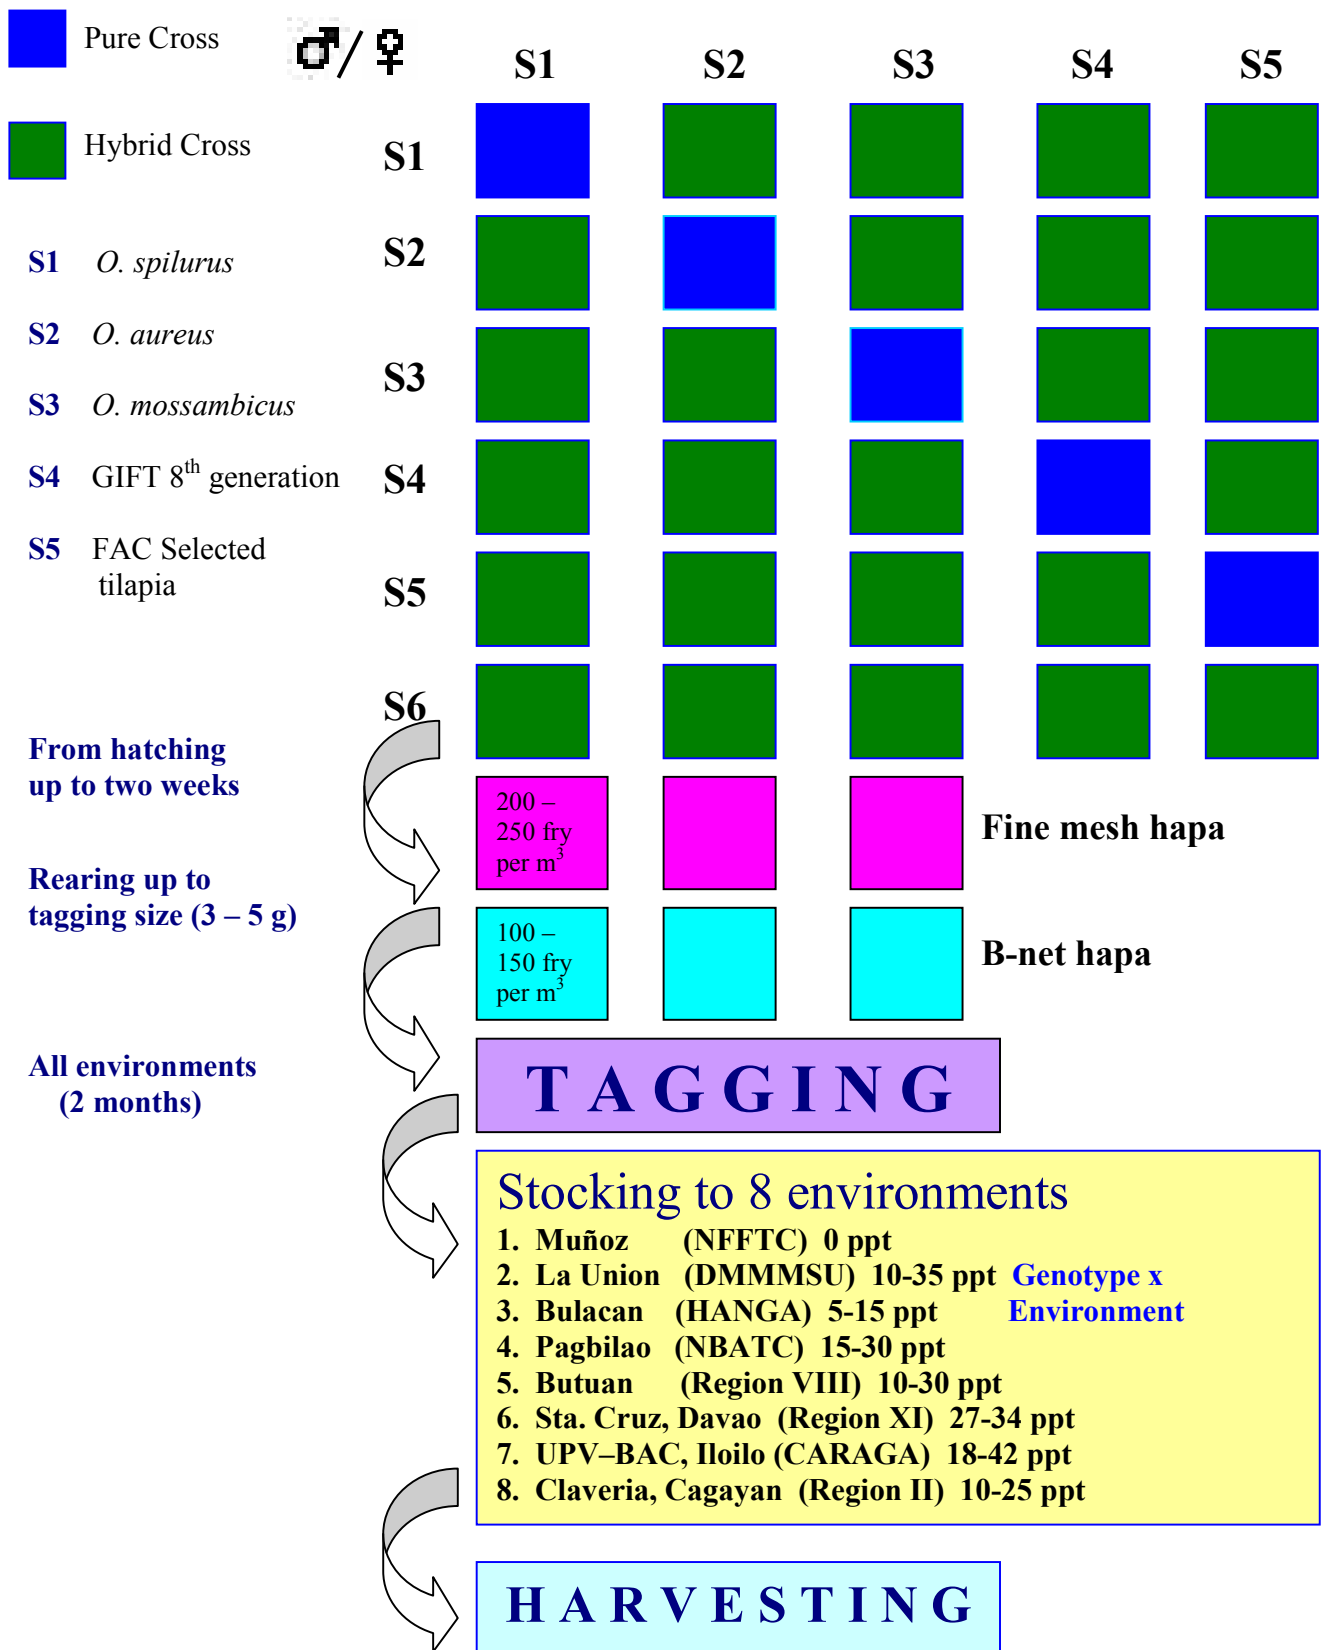 Pure Cross
♂/♀
S1 S2 S3 S4 S5
Hybrid Cross
S1
S2
S3
S4
S5
S6
S1 O. spilurus
S2 O. aureus
S3 O. mossambicus
S4 GIFT 8th generation
S5 FAC Selected
tilapia
From hatching
up to two weeks
200 –
250 fry
per m3
Fine mesh hapa
Rearing up to
tagging size (3 – 5 g)
100 –
150 fry
per m3
B-net hapa
All environments
(2 months)
T A G G I N G
Stocking to 8 environments
1. Muñoz (NFFTC) 0 ppt
2. La Union (DMMMSU) 10-35 ppt Genotype x
3. Bulacan (HANGA) 5-15 ppt Environment
4. Pagbilao (NBATC) 15-30 ppt
5. Butuan (Region VIII) 10-30 ppt
6. Sta. Cruz, Davao (Region XI) 27-34 ppt
7. UPV–BAC, Iloilo (CARAGA) 18-42 ppt
8. Claveria, Cagayan (Region II) 10-25 ppt
H A R V E S T I N G